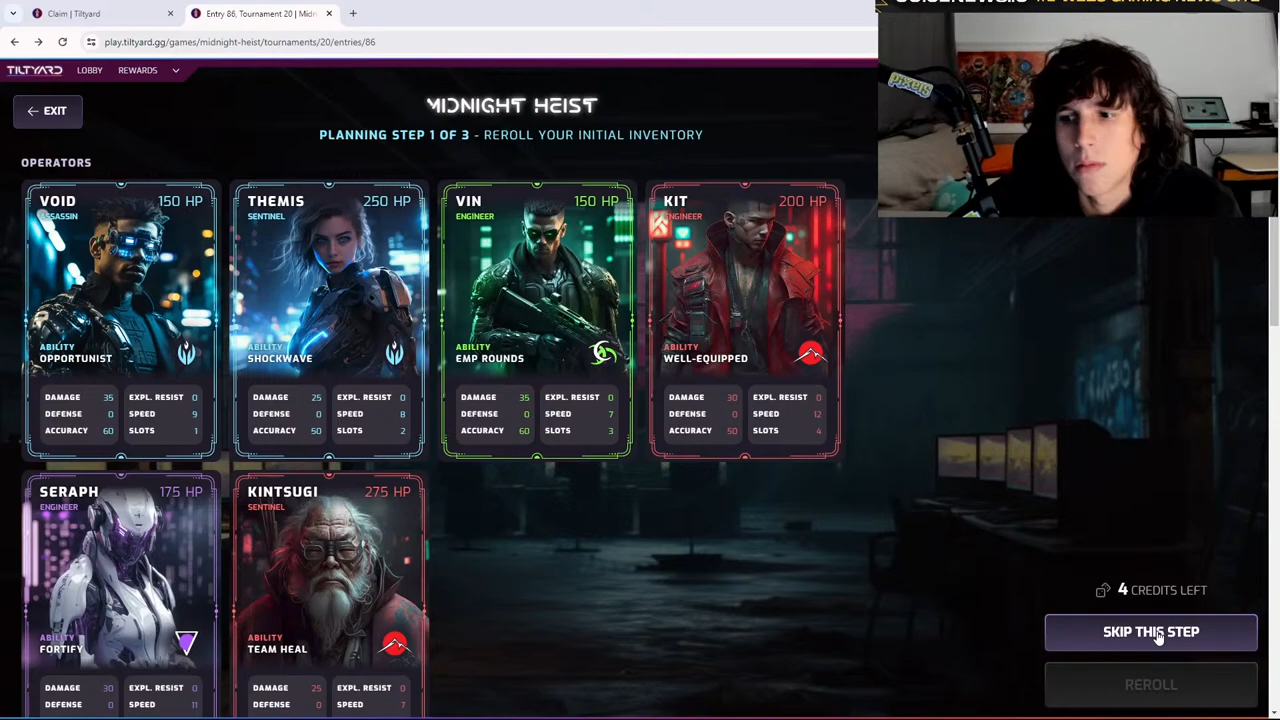 Claim | Tiltyard
Entry 86, Tournament 20 | Midn
play.tiltyard.gg/games/midnight-heist/tournaments/20/entries/86
TILTYARD
LOBBY
REWARDS
EXIT
MIDNIGHT HEIST
PLANNING STEP 1 OF 3 - REROLL YOUR INITIAL INVENTORY
OPERATORS
VOID 150 HP
ASSASSIN
ABILITY
OPPORTUNIST
DAMAGE 35 EXPL. RESIST 0
DEFENSE 0 SPEED 9
ACCURACY 60 SLOTS 1
THEMIS 250 HP
SENTINEL
ABILITY
SHOCKWAVE
DAMAGE 25 EXPL. RESIST 0
DEFENSE 0 SPEED 8
ACCURACY 50 SLOTS 2
VIN 150 HP
ENGINEER
ABILITY
EMP ROUNDS
DAMAGE 35 EXPL. RESIST 0
DEFENSE 0 SPEED 7
ACCURACY 60 SLOTS 3
KIT 200 HP
ENGINEER
ABILITY
WELL-EQUIPPED
DAMAGE 30 EXPL. RESIST 0
DEFENSE 0 SPEED 12
ACCURACY 50 SLOTS 4
SERAPH 175 HP
ENGINEER
ABILITY
FORTIFY
DAMAGE 30 EXPL. RESIST 0
DEFENSE 0 SPEED 11
KINTSUGI 275 HP
SENTINEL
ABILITY
TEAM HEAL
DAMAGE 25 EXPL. RESIST 0
DEFENSE 0 SPEED 7
pixels
4 CREDITS LEFT
SKIP THIS STEP
REROLL